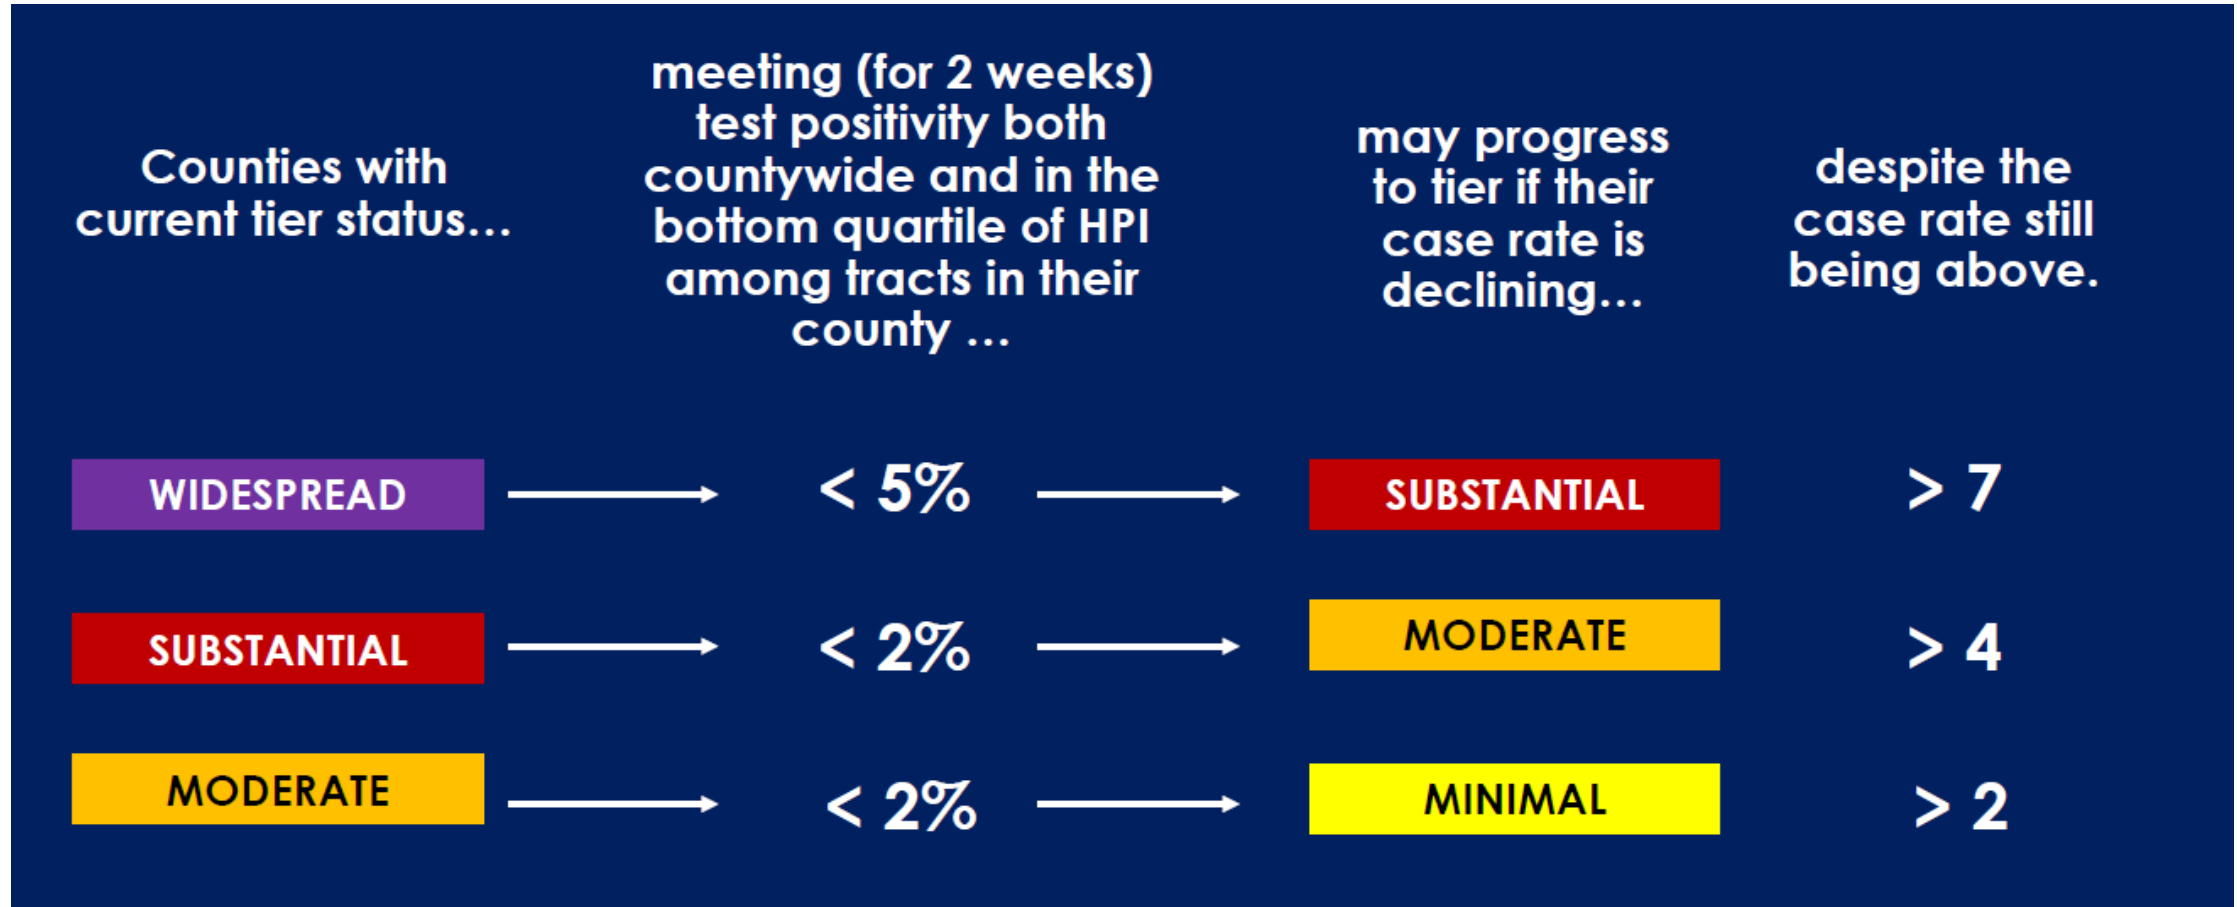 Counties with
current tier status...
meeting (for 2 weeks)
test positivity both
countywide and in the
bottom quartile of HPI
among tracts in their
county ...
may progress
to tier if their
case rate is
declining...
despite the
case rate still
being above.
WIDESPREAD
< 5%
SUBSTANTIAL
> 7
SUBSTANTIAL
< 2%
MODERATE
> 4
MODERATE
< 2%
MINIMAL
> 2